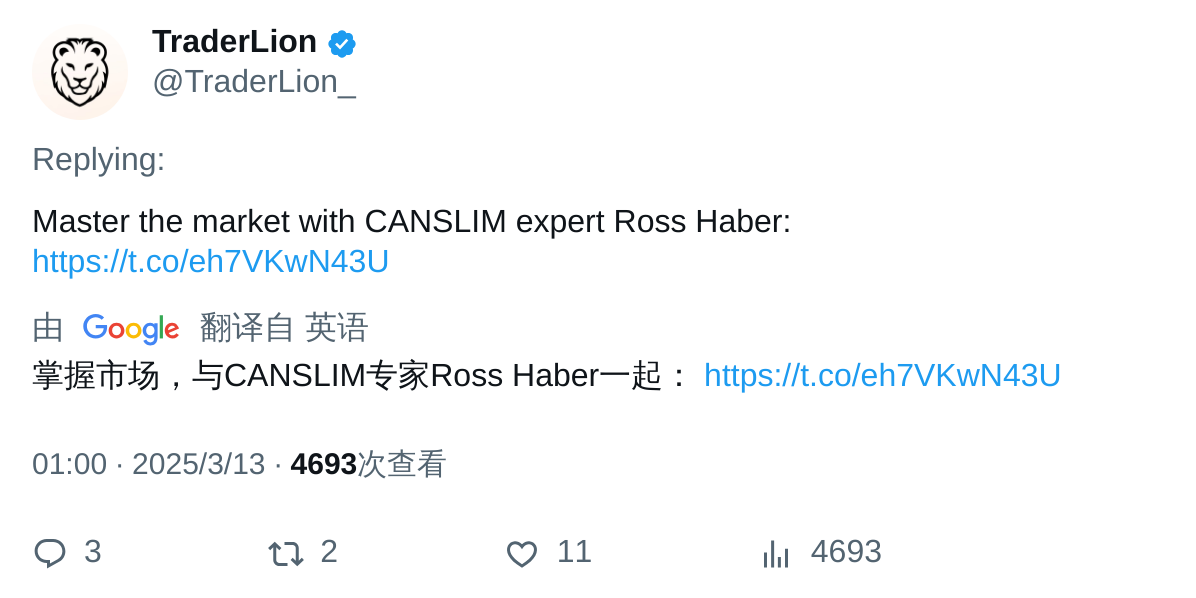 TraderLion
@TraderLion_
Replying:
Master the market with CANSLIM expert Ross Haber:
https://t.co/eh7VKwN43U
由 Google 翻译自 英语
掌握市场，与CANSLIM专家Ross Haber一起： https://t.co/eh7VKwN43U
01:00 · 2025/3/13 · 4693次查看
3 2 11 4693